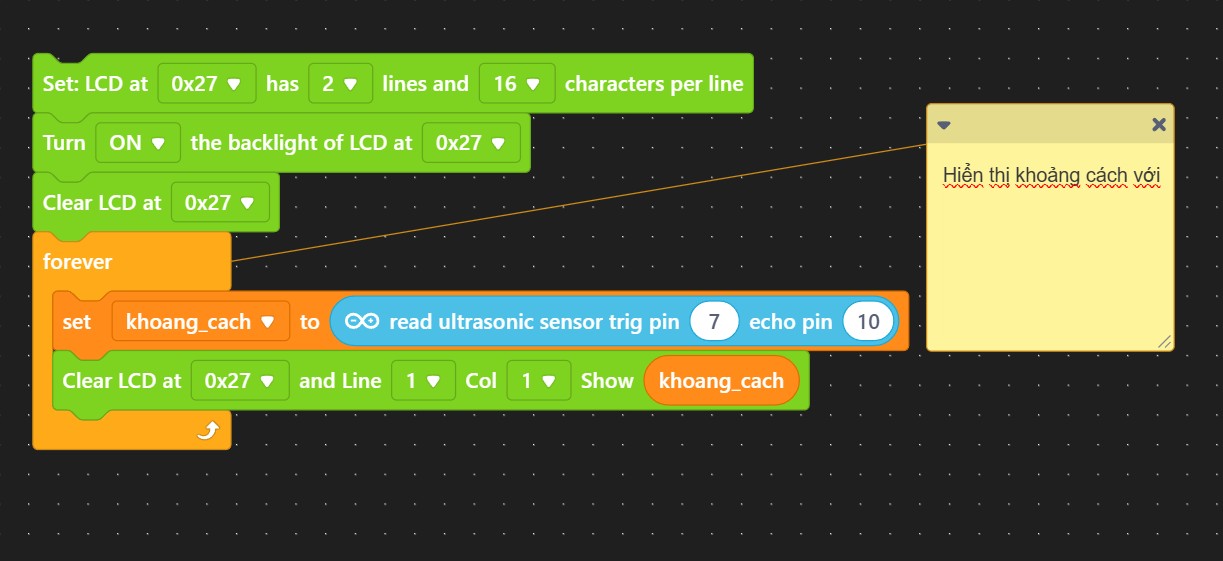 Set: LCD at 0x27 has 2 lines and 16 characters per line
Turn ON the backlight of LCD at 0x27
Clear LCD at 0x27
forever
set khoang_cach to read ultrasonic sensor trig pin 7 echo pin 10
Clear LCD at 0x27 and Line 1 Col 1 Show khoang_cach
Hiển thị khoảng cách với